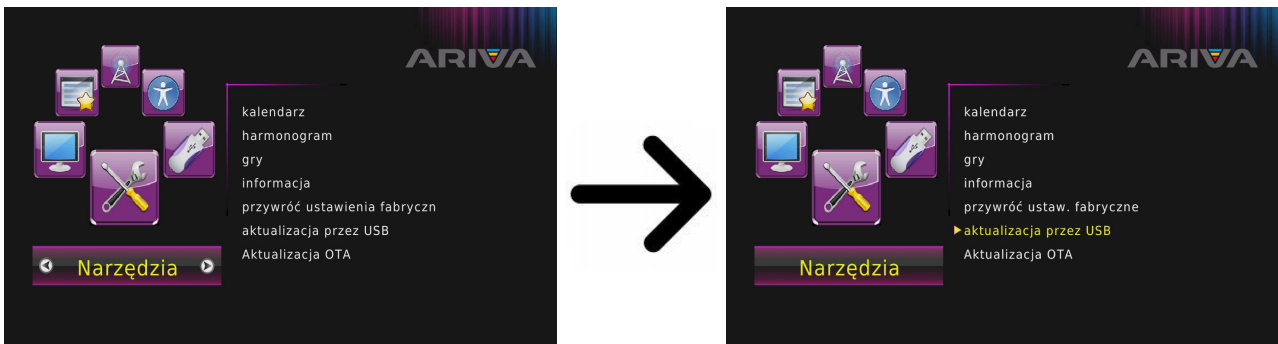 ARIVA
kalendarz
harmonogram
gry
informacja
przywróć ustawienia fabryczn
aktualizacja przez USB
Aktualizacja OTA
Narzędzia
ARIVA
kalendarz
harmonogram
gry
informacja
przywróć ustaw. fabryczne
aktualizacja przez USB
Aktualizacja OTA
Narzędzia